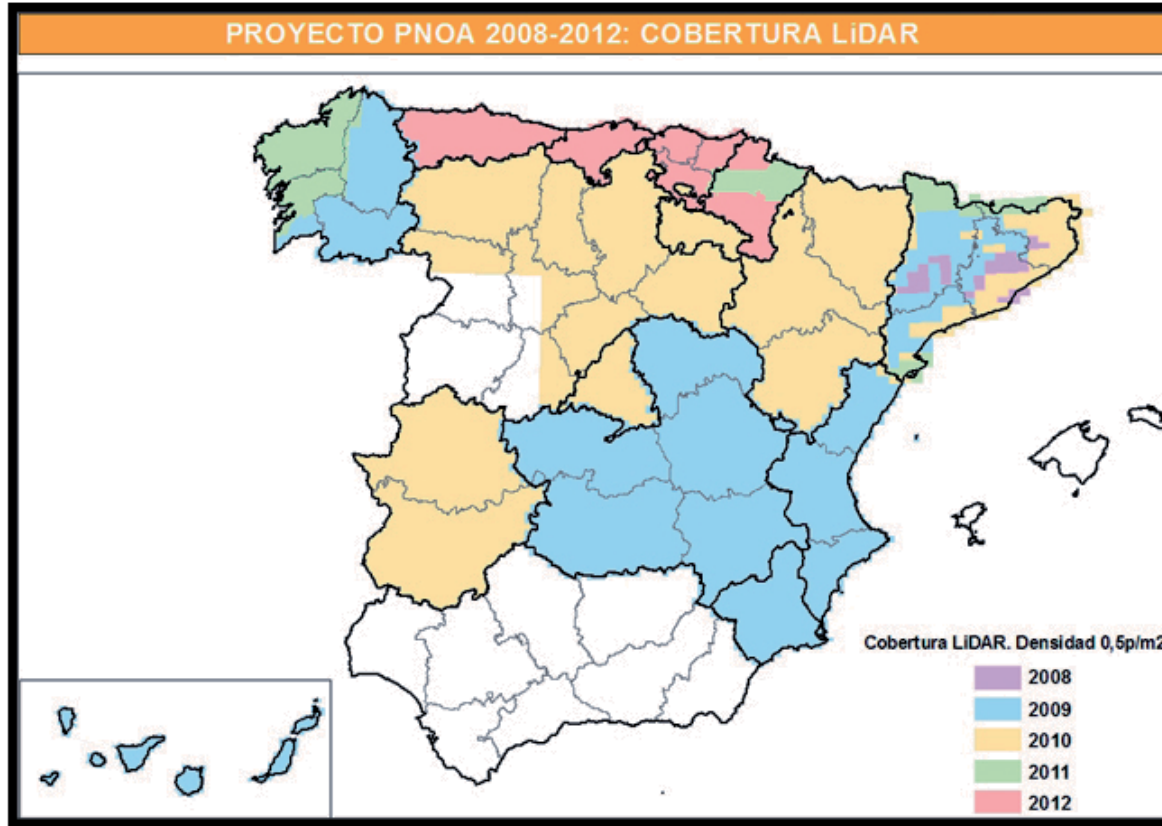 PROYECTO PNOA 2008-2012: COBERTURA LiDAR
Cobertura LiDAR. Densidad 0,5p/m2
2008
2009
2010
2011
2012